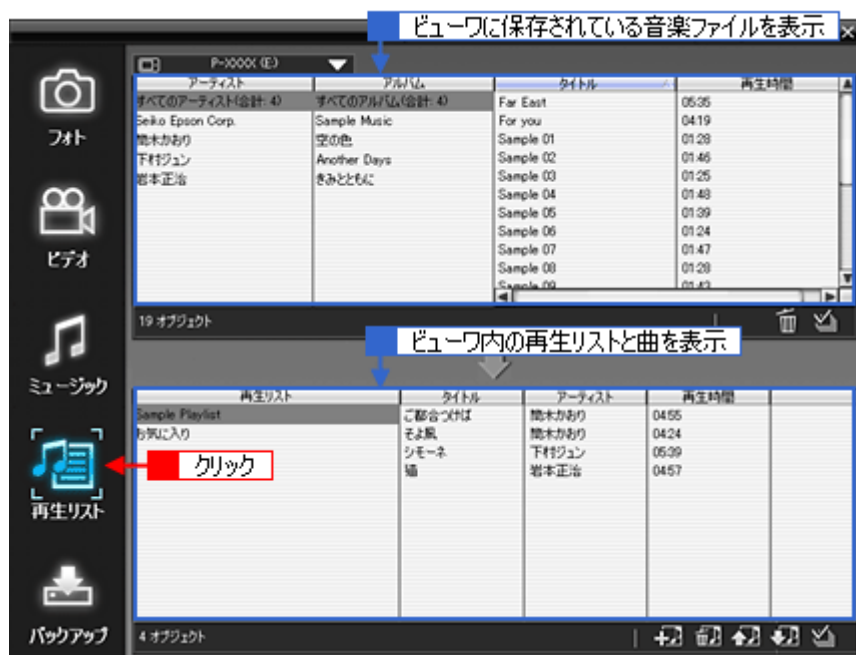 ビューワに保存されている音楽ファイルを表示
P-XXXX (E)
アーティスト アルバム タイトル 再生時間
すべてのアーティスト(合計: 4) すべてのアルバム(合計: 4) Far East 05:35
Seiko Epson Corp. Sample Music For you 04:19
間木かおり 空の色 Sample 01 01:28
下村ジュン Another Days Sample 02 01:46
岩本正治 きみとともに Sample 03 01:25
Sample 04 01:48
Sample 05 01:39
Sample 06 01:24
Sample 07 01:47
Sample 08 01:28
Sample 09 01:43
19 オブジェクト
フォト
ビデオ
ミュージック
再生リスト
バックアップ
ビューワ内の再生リストと曲を表示
再生リスト タイトル アーティスト 再生時間
Sample Playlist ご都合つけば 間木かおり 04:55
お気に入り そよ風 間木かおり 04:24
シモーネ 下村ジュン 05:39
猫 岩本正治 04:57
クリック
4 オブジェクト